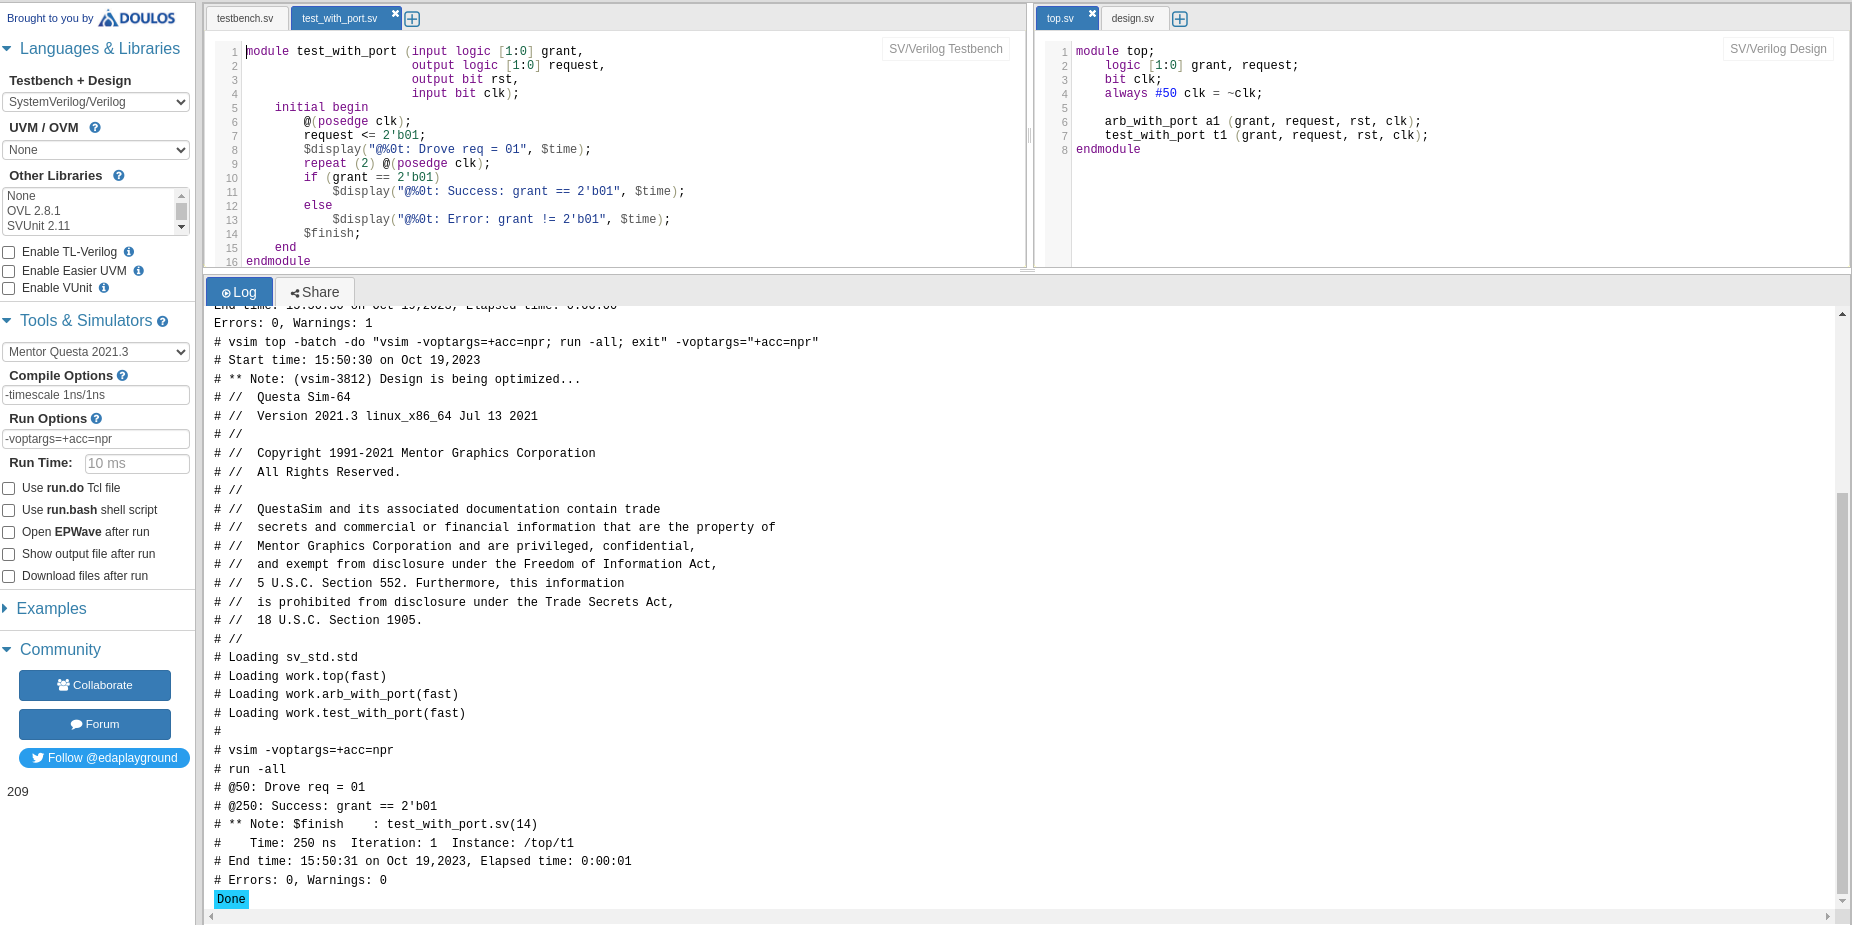 Brought to you by DOULOS
Languages & Libraries
Testbench + Design
SystemVerilog/Verilog
UVM / OVM
None
Other Libraries
None
OVL 2.8.1
SVUnit 2.11
Enable TL-Verilog
Enable Easier UVM
Enable VUnit
Tools & Simulators
Mentor Questa 2021.3
Compile Options
-timescale 1ns/1ns
Run Options
-voptargs=+acc=npr
Run Time: 10 ms
Use run.do Tcl file
Use run.bash shell script
Open EPWave after run
Show output file after run
Download files after run
Examples
Community
Collaborate
Forum
Follow @edaplayground
209
testbench.sv test_with_port.sv
SV/Verilog Testbench
1 module test_with_port (input logic [1:0] grant,
2 output logic [1:0] request,
3 output bit rst,
4 input bit clk);
5 initial begin
6 @(posedge clk);
7 request <= 2'b01;
8 $display("@%0t: Drove req = 01", $time);
9 repeat (2) @(posedge clk);
10 if (grant == 2'b01)
11 $display("@%0t: Success: grant == 2'b01", $time);
12 else
13 $display("@%0t: Error: grant != 2'b01", $time);
14 $finish;
15 end
16 endmodule
top.sv design.sv
SV/Verilog Design
1 module top;
2 logic [1:0] grant, request;
3 bit clk;
4 always #50 clk = ~clk;
5
6 arb_with_port a1 (grant, request, rst, clk);
7 test_with_port t1 (grant, request, rst, clk);
8 endmodule
Log Share
End time: 15:50:30 on Oct 19,2023, Elapsed time: 0:00:00
Errors: 0, Warnings: 1
# vsim top -batch -do "vsim -voptargs=+acc=npr; run -all; exit" -voptargs="+acc=npr"
# Start time: 15:50:30 on Oct 19,2023
# ** Note: (vsim-3812) Design is being optimized...
# // Questa Sim-64
# // Version 2021.3 linux_x86_64 Jul 13 2021
# //
# // Copyright 1991-2021 Mentor Graphics Corporation
# // All Rights Reserved.
# //
# // QuestaSim and its associated documentation contain trade
# // secrets and commercial or financial information that are the property of
# // Mentor Graphics Corporation and are privileged, confidential,
# // and exempt from disclosure under the Freedom of Information Act,
# // 5 U.S.C. Section 552. Furthermore, this information
# // is prohibited from disclosure under the Trade Secrets Act,
# // 18 U.S.C. Section 1905.
# //
# Loading sv_std.std
# Loading work.top(fast)
# Loading work.arb_with_port(fast)
# Loading work.test_with_port(fast)
#
# vsim -voptargs=+acc=npr
# run -all
# @50: Drove req = 01
# @250: Success: grant == 2'b01
# ** Note: $finish : test_with_port.sv(14)
# Time: 250 ns Iteration: 1 Instance: /top/t1
# End time: 15:50:31 on Oct 19,2023, Elapsed time: 0:00:01
# Errors: 0, Warnings: 0
Done